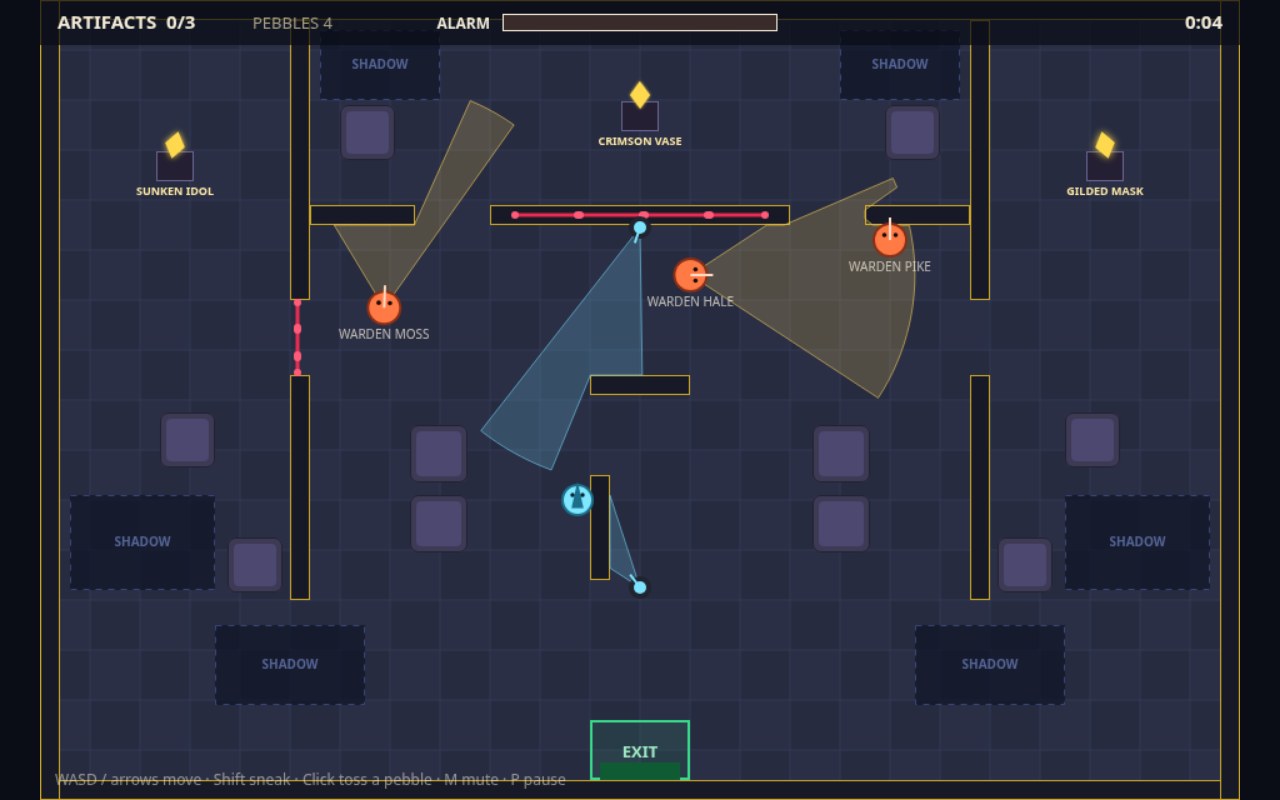 ARTIFACTS 0/3 PEBBLES 4 ALARM 0:04
SHADOW SHADOW
CRIMSON VASE
SUNKEN IDOL GILDED MASK
WARDEN PIKE
WARDEN HALE
WARDEN MOSS
SHADOW SHADOW
SHADOW SHADOW
EXIT
WASD / arrows move · Shift sneak · Click toss a pebble · M mute · P pause